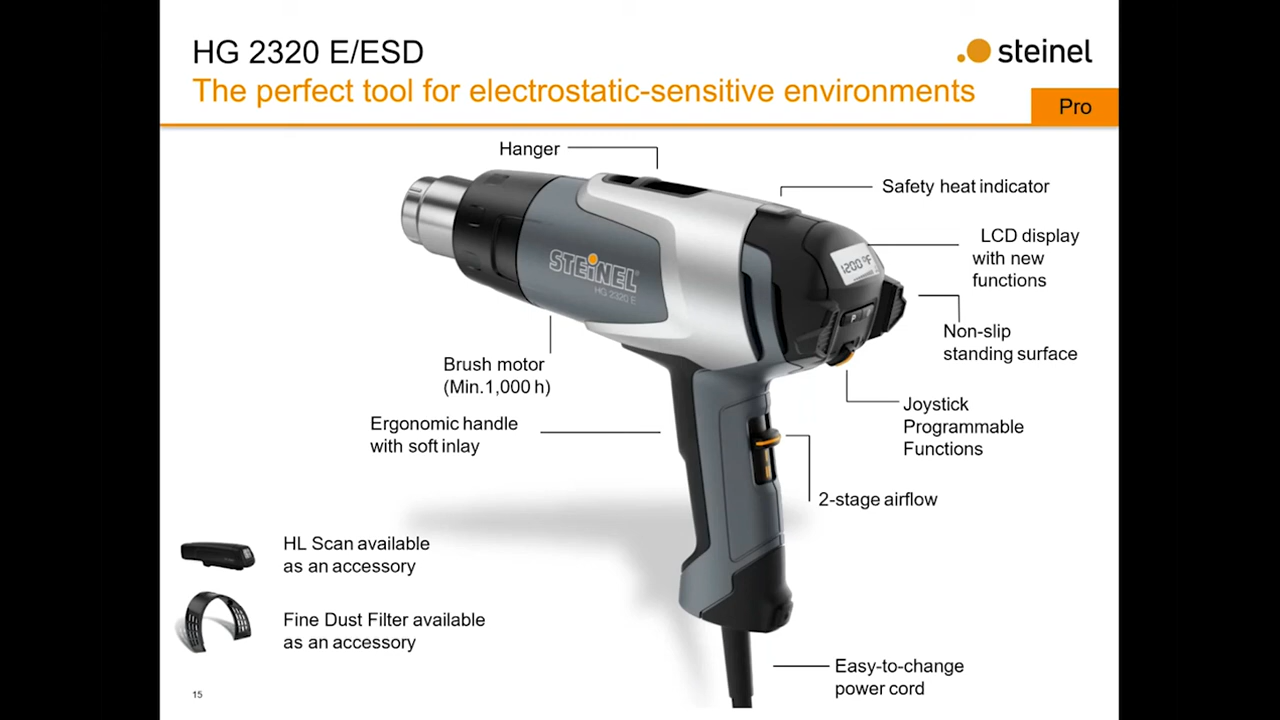 HG 2320 E/ESD
steinel
The perfect tool for electrostatic-sensitive environments
Pro
Hanger
Safety heat indicator
LCD display
with new
functions
1200 °F
STEINEL
HG 2320 E
Non-slip
standing surface
Brush motor
(Min.1,000 h)
Joystick
Programmable
Functions
Ergonomic handle
with soft inlay
2-stage airflow
HL Scan available
as an accessory
Fine Dust Filter available
as an accessory
Easy-to-change
power cord
15